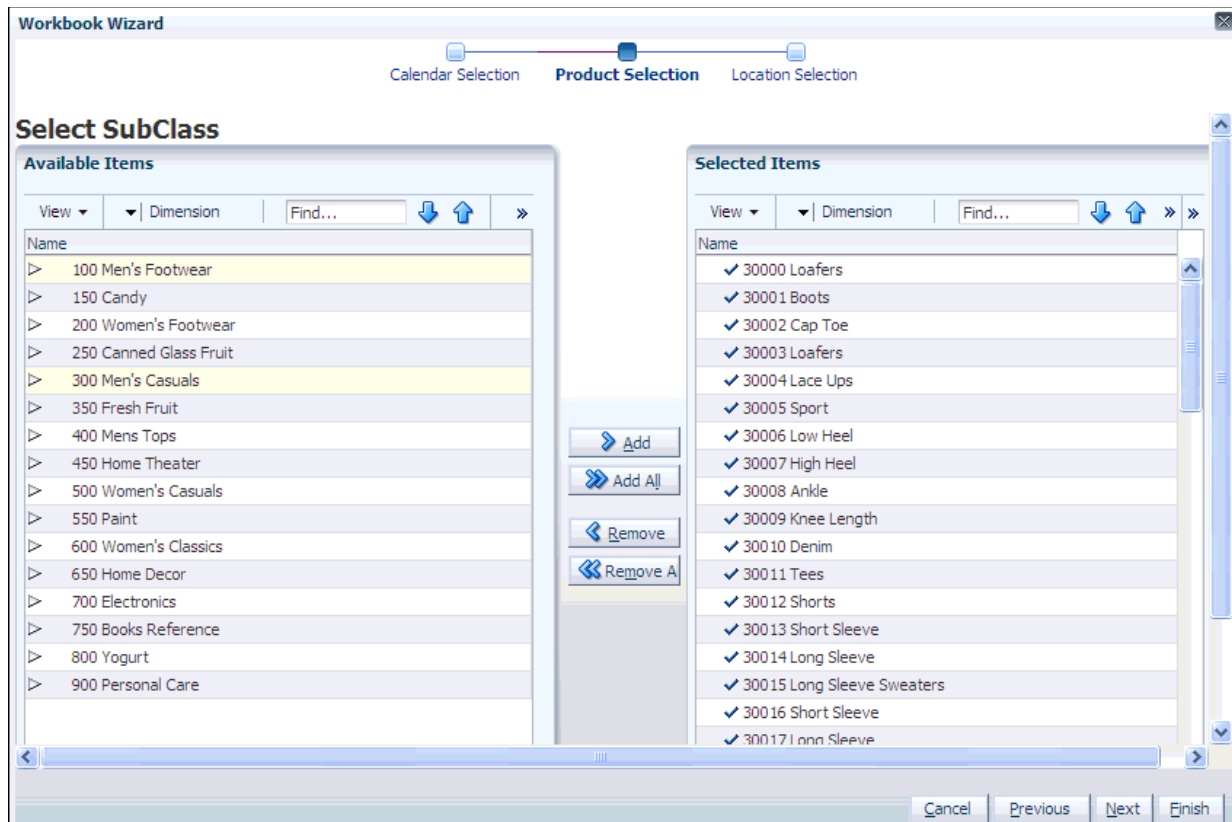 Workbook Wizard
Calendar Selection
Product Selection
Location Selection
Select SubClass
Available Items
View
Dimension
Find...
»
Name
100 Men's Footwear
150 Candy
200 Women's Footwear
250 Canned Glass Fruit
300 Men's Casuals
350 Fresh Fruit
400 Mens Tops
450 Home Theater
500 Women's Casuals
550 Paint
600 Women's Classics
650 Home Decor
700 Electronics
750 Books Reference
800 Yogurt
900 Personal Care
Add
Add All
Remove
Remove A
Selected Items
View
Dimension
Find...
» »
Name
30000 Loafers
30001 Boots
30002 Cap Toe
30003 Loafers
30004 Lace Ups
30005 Sport
30006 Low Heel
30007 High Heel
30008 Ankle
30009 Knee Length
30010 Denim
30011 Tees
30012 Shorts
30013 Short Sleeve
30014 Long Sleeve
30015 Long Sleeve Sweaters
30016 Short Sleeve
30017 Long Sleeve
Cancel
Previous
Next
Finish